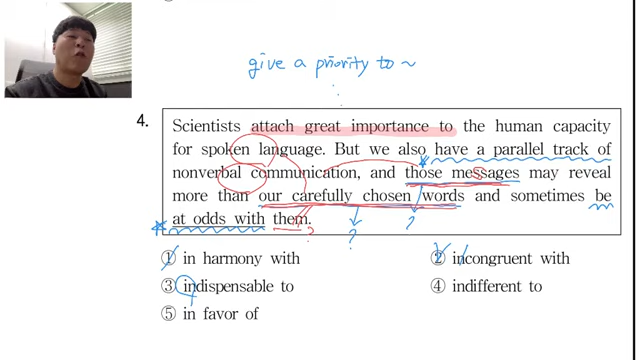 give a priority to ~
4.
Scientists attach great importance to the human capacity
for spoken language. But we also have a parallel track of
nonverbal communication, and those messages may reveal
more than our carefully chosen words and sometimes be
at odds with them.
? ? ?
① in harmony with ② incongruent with
③ indispensable to ④ indifferent to
⑤ in favor of